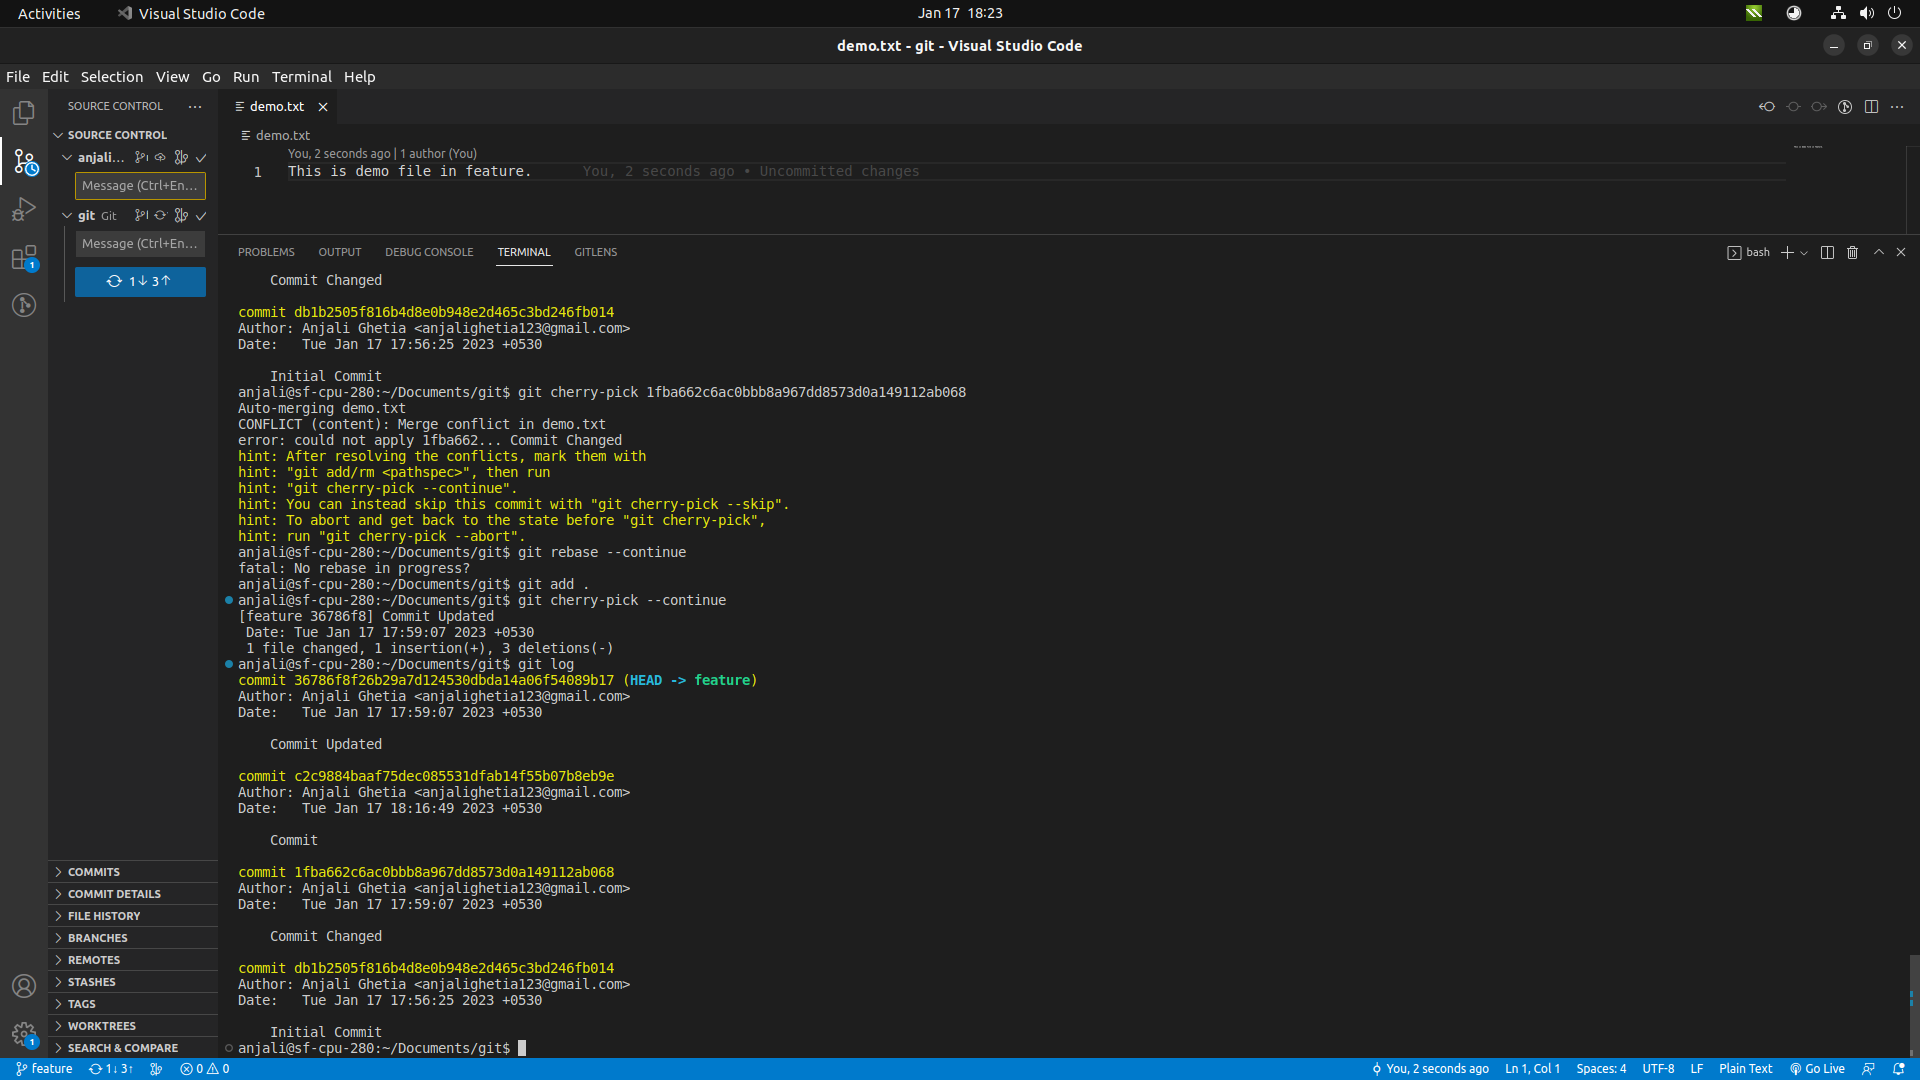 Activities Visual Studio Code Jan 17 18:23
demo.txt - git - Visual Studio Code
File Edit Selection View Go Run Terminal Help
SOURCE CONTROL
SOURCE CONTROL
anjali...
Message (Ctrl+En...
git Git
Message (Ctrl+En...
1↓ 3↑
COMMITS
COMMIT DETAILS
FILE HISTORY
BRANCHES
REMOTES
STASHES
TAGS
WORKTREES
SEARCH & COMPARE
1
1
demo.txt
demo.txt
You, 2 seconds ago | 1 author (You)
1 This is demo file in feature. You, 2 seconds ago • Uncommitted changes
PROBLEMS OUTPUT DEBUG CONSOLE TERMINAL GITLENS bash
Commit Changed
commit db1b2505f816b4d8e0b948e2d465c3bd246fb014
Author: Anjali Ghetia <anjalighetia123@gmail.com>
Date: Tue Jan 17 17:56:25 2023 +0530
Initial Commit
anjali@sf-cpu-280:~/Documents/git$ git cherry-pick 1fba662c6ac0bbb8a967dd8573d0a149112ab068
Auto-merging demo.txt
CONFLICT (content): Merge conflict in demo.txt
error: could not apply 1fba662... Commit Changed
hint: After resolving the conflicts, mark them with
hint: "git add/rm <pathspec>", then run
hint: "git cherry-pick --continue".
hint: You can instead skip this commit with "git cherry-pick --skip".
hint: To abort and get back to the state before "git cherry-pick",
hint: run "git cherry-pick --abort".
anjali@sf-cpu-280:~/Documents/git$ git rebase --continue
fatal: No rebase in progress?
anjali@sf-cpu-280:~/Documents/git$ git add .
anjali@sf-cpu-280:~/Documents/git$ git cherry-pick --continue
[feature 36786f8] Commit Updated
Date: Tue Jan 17 17:59:07 2023 +0530
1 file changed, 1 insertion(+), 3 deletions(-)
anjali@sf-cpu-280:~/Documents/git$ git log
commit 36786f8f26b29a7d124530dbda14a06f54089b17 (HEAD -> feature)
Author: Anjali Ghetia <anjalighetia123@gmail.com>
Date: Tue Jan 17 17:59:07 2023 +0530
Commit Updated
commit c2c9884baaf75dec085531dfab14f55b07b8eb9e
Author: Anjali Ghetia <anjalighetia123@gmail.com>
Date: Tue Jan 17 18:16:49 2023 +0530
Commit
commit 1fba662c6ac0bbb8a967dd8573d0a149112ab068
Author: Anjali Ghetia <anjalighetia123@gmail.com>
Date: Tue Jan 17 17:59:07 2023 +0530
Commit Changed
commit db1b2505f816b4d8e0b948e2d465c3bd246fb014
Author: Anjali Ghetia <anjalighetia123@gmail.com>
Date: Tue Jan 17 17:56:25 2023 +0530
Initial Commit
anjali@sf-cpu-280:~/Documents/git$
feature 1↓ 3↑ 0 0 You, 2 seconds ago Ln 1, Col 1 Spaces: 4 UTF-8 LF Plain Text Go Live